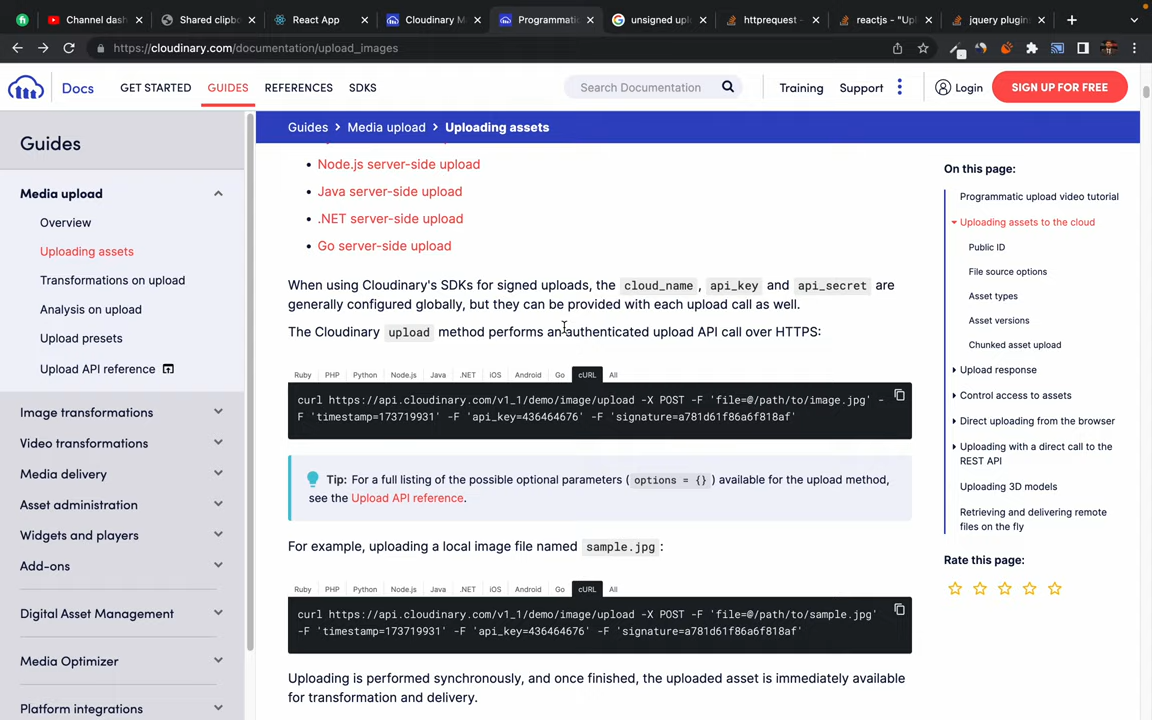 Channel dash
Shared clipb
React App
Cloudinary M
Programmatic
unsigned uplo
httprequest -
reactjs - "Upl
jquery plugins
https://cloudinary.com/documentation/upload_images
Docs
GET STARTED
GUIDES
REFERENCES
SDKS
Search Documentation
Training
Support
Login
SIGN UP FOR FREE
Guides
Guides > Media upload > Uploading assets
Media upload
Overview
Uploading assets
Transformations on upload
Analysis on upload
Upload presets
Upload API reference
Image transformations
Video transformations
Media delivery
Asset administration
Widgets and players
Add-ons
Digital Asset Management
Media Optimizer
Platform integrations
• Node.js server-side upload
• Java server-side upload
• .NET server-side upload
• Go server-side upload
When using Cloudinary's SDKs for signed uploads, the cloud_name, api_key and api_secret are
generally configured globally, but they can be provided with each upload call as well.
The Cloudinary upload method performs an authenticated upload API call over HTTPS:
Ruby PHP Python Node.js Java .NET iOS Android Go cURL All
curl https://api.cloudinary.com/v1_1/demo/image/upload -X POST -F 'file=@/path/to/image.jpg' -
F 'timestamp=173719931' -F 'api_key=436464676' -F 'signature=a781d61f86a6f818af'
Tip: For a full listing of the possible optional parameters (options = {}) available for the upload method,
see the Upload API reference.
For example, uploading a local image file named sample.jpg:
Ruby PHP Python Node.js Java .NET iOS Android Go cURL All
curl https://api.cloudinary.com/v1_1/demo/image/upload -X POST -F 'file=@/path/to/sample.jpg'
-F 'timestamp=173719931' -F 'api_key=436464676' -F 'signature=a781d61f86a6f818af'
Uploading is performed synchronously, and once finished, the uploaded asset is immediately available
for transformation and delivery.
On this page:
Programmatic upload video tutorial
Uploading assets to the cloud
Public ID
File source options
Asset types
Asset versions
Chunked asset upload
Upload response
Control access to assets
Direct uploading from the browser
Uploading with a direct call to the
REST API
Uploading 3D models
Retrieving and delivering remote
files on the fly
Rate this page: